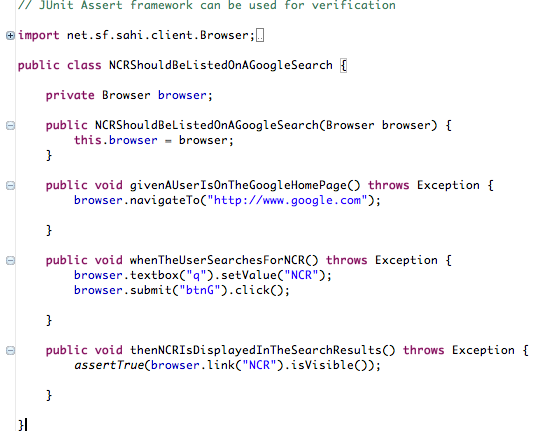 // JUnit Assert framework can be used for verification
import net.sf.sahi.client.Browser;
public class NCRShouldBeListedOnAGoogleSearch {
private Browser browser;
public NCRShouldBeListedOnAGoogleSearch(Browser browser) {
this.browser = browser;
}
public void givenAUserIsOnTheGoogleHomePage() throws Exception {
browser.navigateTo("http://www.google.com");
}
public void whenTheUserSearchesForNCR() throws Exception {
browser.textbox("q").setValue("NCR");
browser.submit("btnG").click();
}
public void thenNCRIsDisplayedInTheSearchResults() throws Exception {
assertTrue(browser.link("NCR").isVisible());
}
}